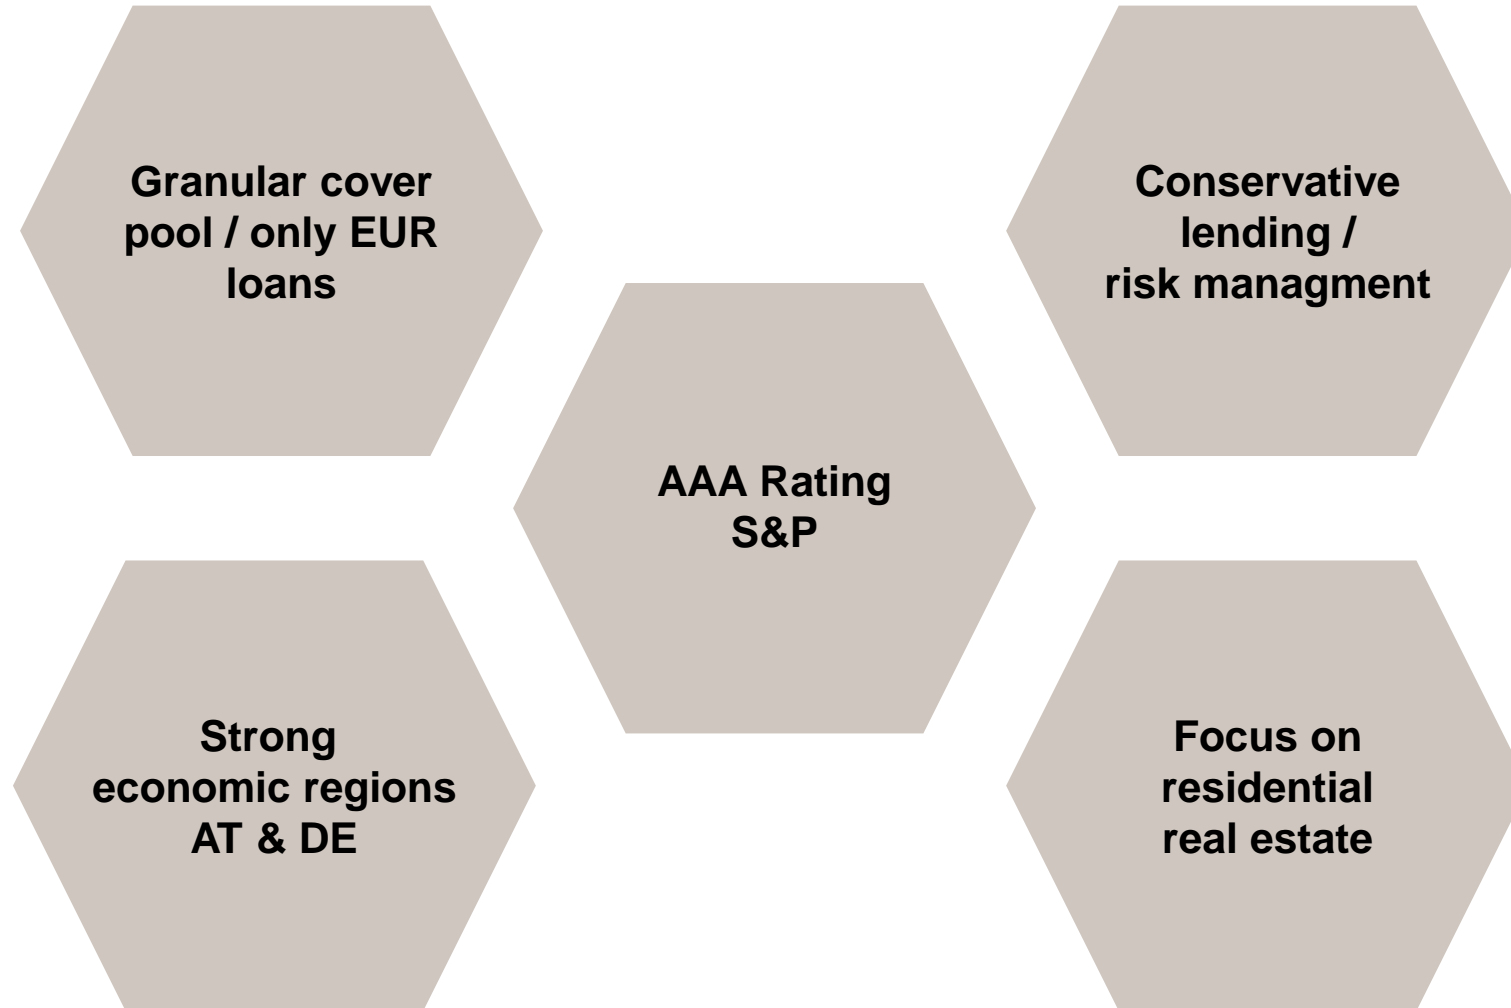 Granular cover
pool / only EUR
loans
Conservative
lending /
risk managment
AAA Rating
S&P
Strong
economic regions
AT & DE
Focus on
residential
real estate